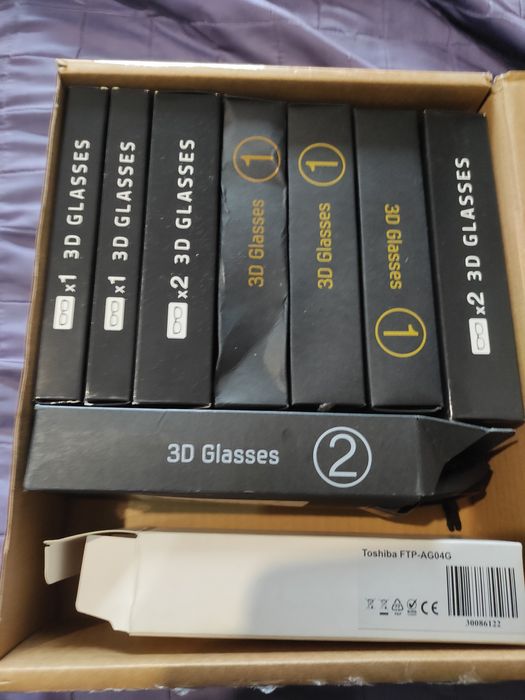 x1 3D GLASSES
x1 3D GLASSES
x2 3D GLASSES
3D Glasses 1
3D Glasses 1
3D Glasses 1
x2 3D GLASSES
3D Glasses 2
Toshiba FTP-AG04G
CE
30086122